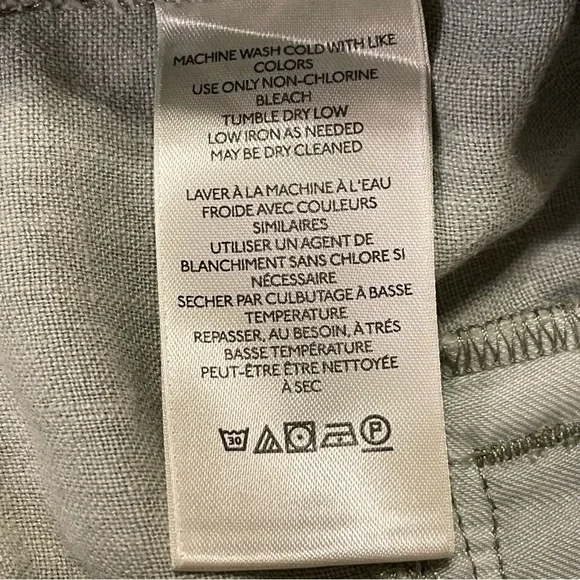 MACHINE WASH COLD WITH LIKE
COLORS
USE ONLY NON-CHLORINE
BLEACH
TUMBLE DRY LOW
LOW IRON AS NEEDED
MAY BE DRY CLEANED
LAVER À LA MACHINE À L'EAU
FROIDE AVEC COULEURS
SIMILAIRES
UTILISER UN AGENT DE
BLANCHIMENT SANS CHLORE SI
NÉCESSAIRE
SECHER PAR CULBUTAGE À BASSE
TEMPERATURE
REPASSER, AU BESOIN, À TRÉS
BASSE TEMPÉRATURE
PEUT-ÊTRE ÊTRE NETTOYÉE
À SEC
30 P